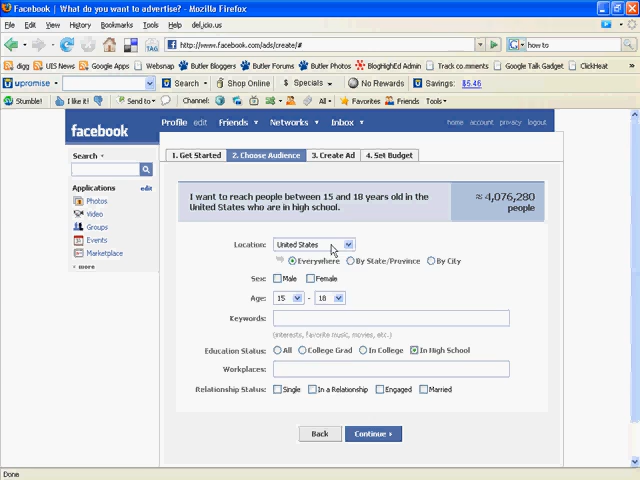 Facebook | What do you want to advertise? - Mozilla Firefox
File Edit View History Bookmarks Tools Help del.icio.us
TAG http://www.facebook.com/ads/create/# how to
digg UIS News Google Apps Webmail Snap! Butler Bloggers Butler Forums Butler Photos BlogHighEd Admin Track comments Google Talk Gadget ClickHeat
upromise Search Shop Online $ Specials No Rewards Savings: $5.46
Stumble! I like it! Send to Channel: All Favorites Friends Tools
facebook Profile edit Friends Networks Inbox home account privacy logout
Search
1. Get Started 2. Choose Audience 3. Create Ad 4. Set Budget
Applications edit
Photos
Video
Groups
Events
Marketplace
more
I want to reach people between 15 and 18 years old in the
United States who are in high school.
≈ 4,076,280
people
Location: United States
Everywhere By State/Province By City
Sex: Male Female
Age: 15 - 18
Keywords:
(interests, favorite music, movies, etc.)
Education Status: All College Grad In College In High School
Workplaces:
Relationship Status: Single In a Relationship Engaged Married
Back Continue
Done